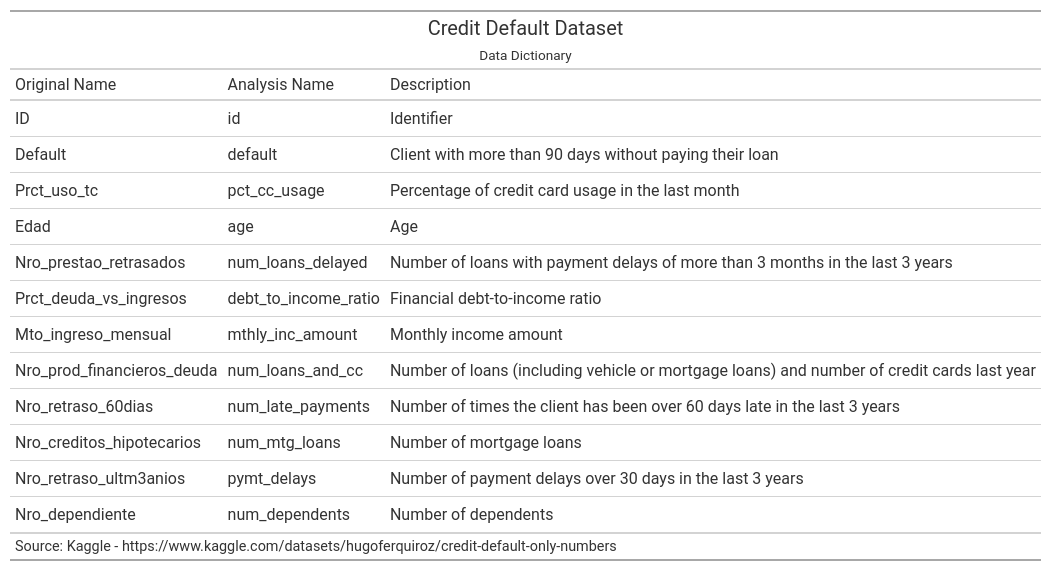 Credit Default Dataset
Data Dictionary
Original Name Analysis Name Description
ID id Identifier
Default default Client with more than 90 days without paying their loan
Prct_uso_tc pct_cc_usage Percentage of credit card usage in the last month
Edad age Age
Nro_prestao_retrasados num_loans_delayed Number of loans with payment delays of more than 3 months in the last 3 years
Prct_deuda_vs_ingresos debt_to_income_ratio Financial debt-to-income ratio
Mto_ingreso_mensual mthly_inc_amount Monthly income amount
Nro_prod_financieros_deuda num_loans_and_cc Number of loans (including vehicle or mortgage loans) and number of credit cards last year
Nro_retraso_60dias num_late_payments Number of times the client has been over 60 days late in the last 3 years
Nro_creditos_hipotecarios num_mtg_loans Number of mortgage loans
Nro_retraso_ultm3anios pymt_delays Number of payment delays over 30 days in the last 3 years
Nro_dependiente num_dependents Number of dependents
Source: Kaggle - https://www.kaggle.com/datasets/hugoferquiroz/credit-default-only-numbers